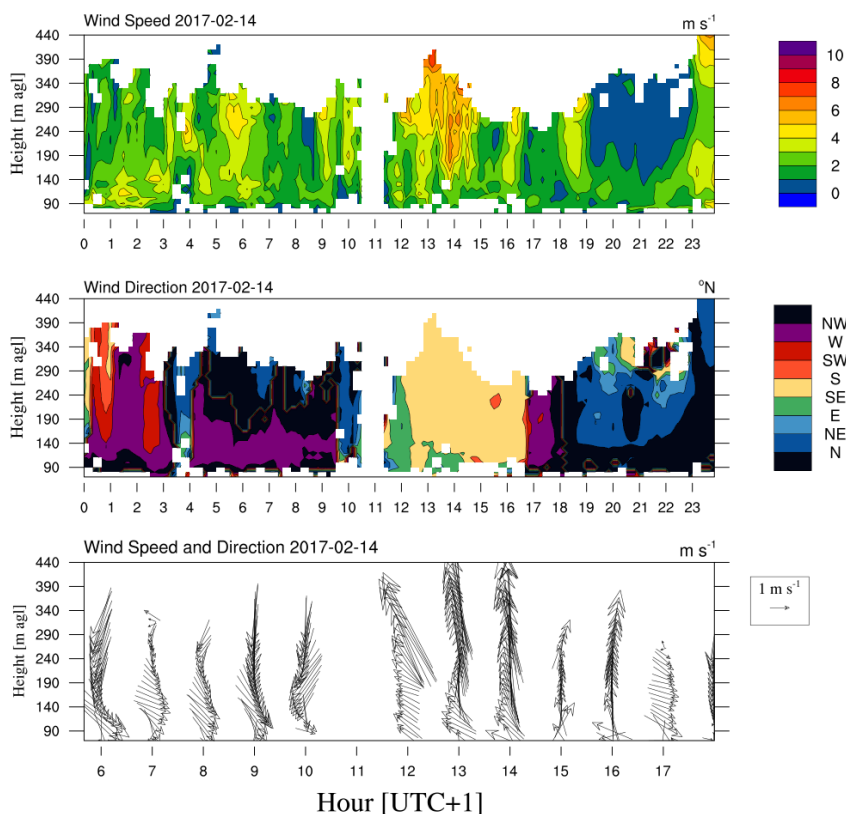 Wind Speed 2017-02-14 m s⁻¹
Height [m agl]
440
390
340
290
240
190
140
90
0 1 2 3 4 5 6 7 8 9 10 11 12 13 14 15 16 17 18 19 20 21 22 23
10
8
6
4
2
0
Wind Direction 2017-02-14 °N
Height [m agl]
440
390
340
290
240
190
140
90
0 1 2 3 4 5 6 7 8 9 10 11 12 13 14 15 16 17 18 19 20 21 22 23
NW
W
SW
S
SE
E
NE
N
Wind Speed and Direction 2017-02-14 m s⁻¹
Height [m agl]
440
390
340
290
240
190
140
90
6 7 8 9 10 12 13 14 15 16 17
1 m s⁻¹
Hour [UTC+1]